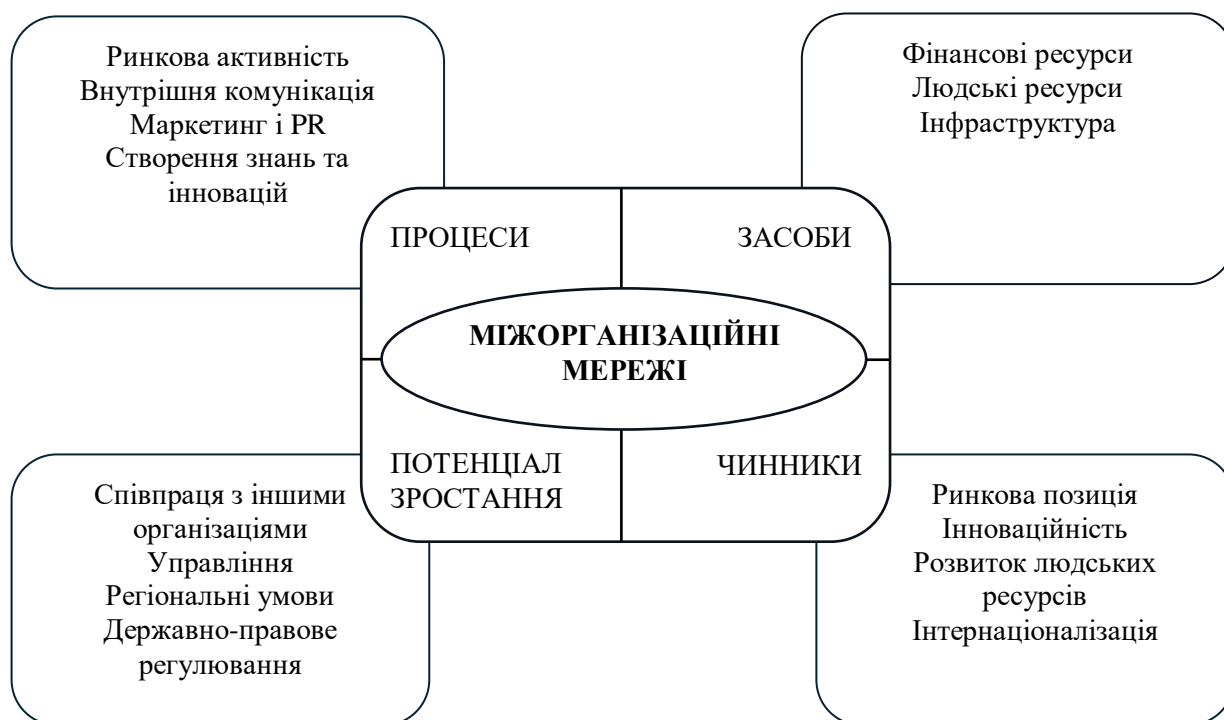 Ринкова активність
Внутрішня комунікація
Маркетинг і PR
Створення знань та
інновацій
Фінансові ресурси
Людські ресурси
Інфраструктура
ПРОЦЕСИ
ЗАСОБИ
МІЖОРГАНІЗАЦІЙНІ
МЕРЕЖІ
ПОТЕНЦІАЛ
ЗРОСТАННЯ
ЧИННИКИ
Співпраця з іншими
організаціями
Управління
Регіональні умови
Державно-правове
регулювання
Ринкова позиція
Інноваційність
Розвиток людських
ресурсів
Інтернаціоналізація